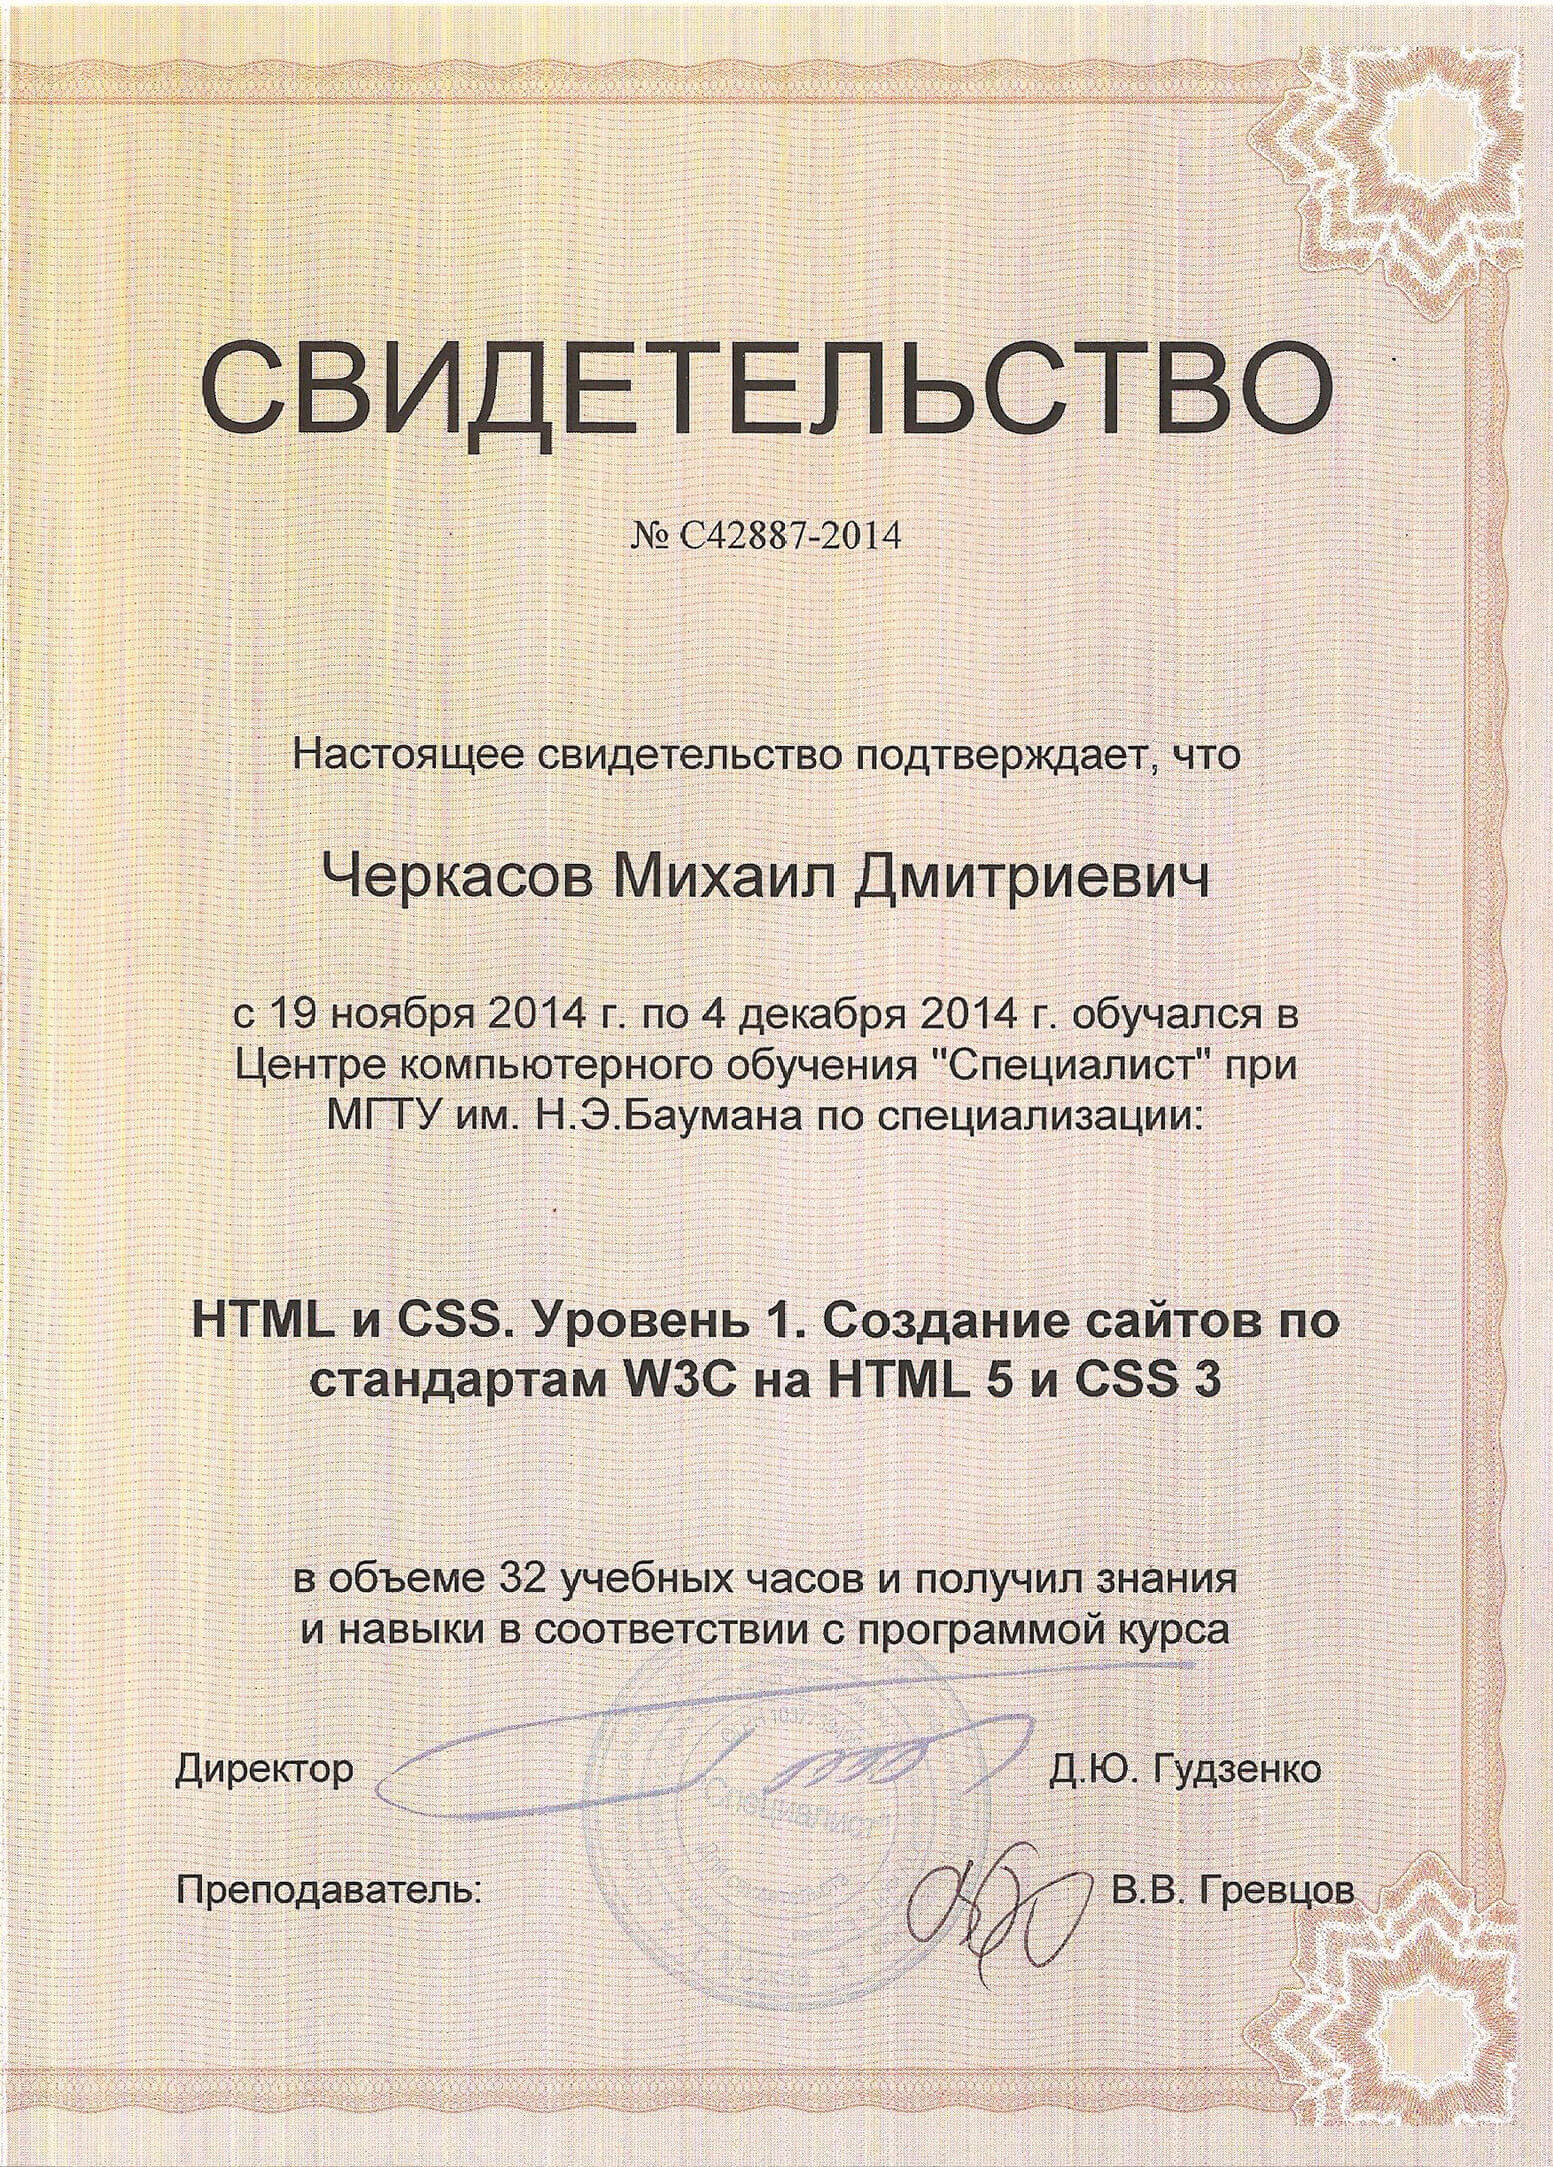 СВИДЕТЕЛЬСТВО
№ С42887-2014
Настоящее свидетельство подтверждает, что
Черкасов Михаил Дмитриевич
с 19 ноября 2014 г. по 4 декабря 2014 г. обучался в
Центре компьютерного обучения "Специалист" при
МГТУ им. Н.Э.Баумана по специализации:
HTML и CSS. Уровень 1. Создание сайтов по
стандартам W3C на HTML 5 и CSS 3
в объеме 32 учебных часов и получил знания
и навыки в соответствии с программой курса
Директор Д.Ю. Гудзенко
"Специалист"
Преподаватель: В.В. Гревцов